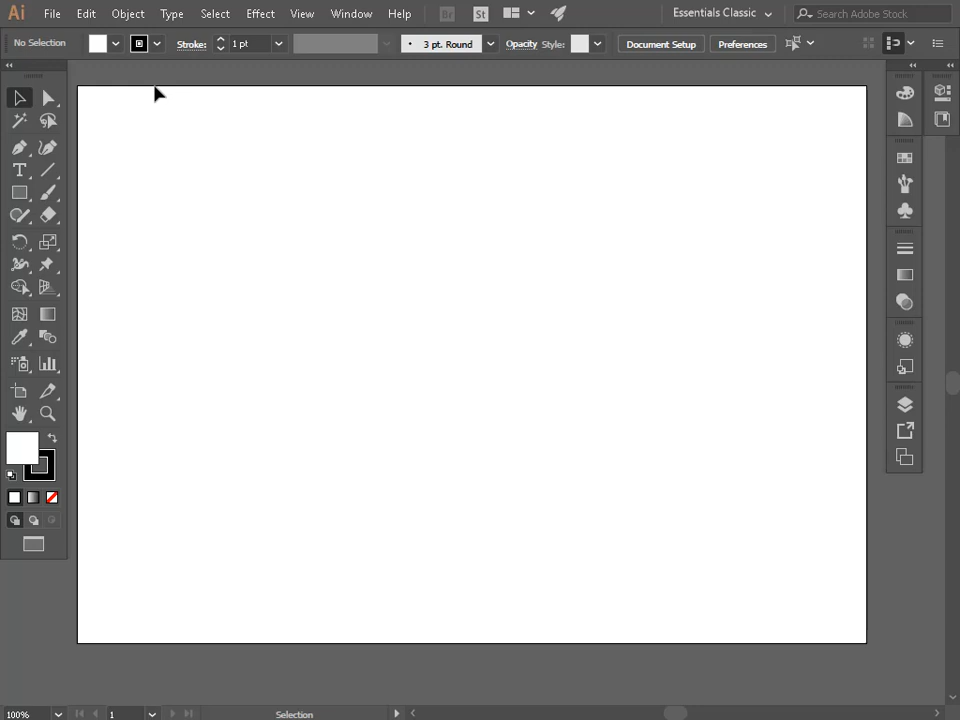 Ai File Edit Object Type Select Effect View Window Help Br St Essentials Classic Search Adobe Stock
No Selection Stroke: 1 pt 3 pt. Round Opacity Style: Document Setup Preferences
T
100% 1 Selection